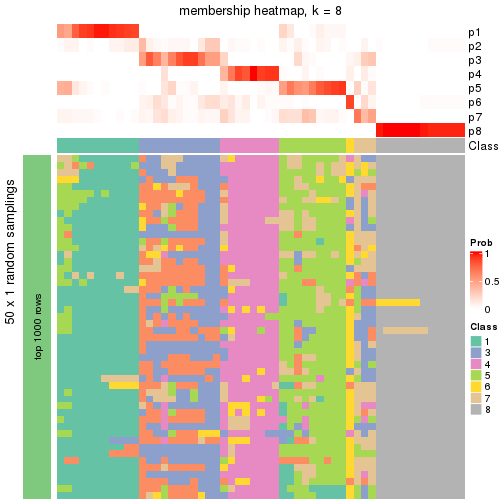 membership heatmap, k = 8
p1
p2
p3
p4
p5
p6
p7
p8
Class
50 x 1 random samplings
top 1000 rows
Prob
1
0.5
0
Class
1
3
4
5
6
7
8